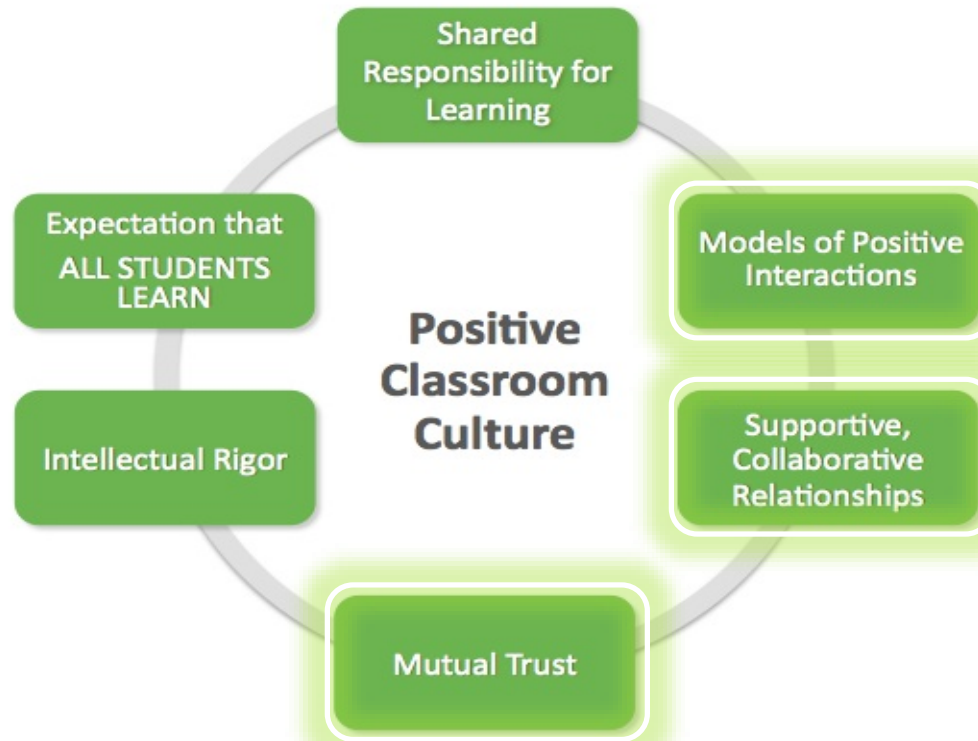 Shared
Responsibility for
Learning
Models of Positive
Interactions
Supportive,
Collaborative
Relationships
Mutual Trust
Intellectual Rigor
Expectation that
ALL STUDENTS
LEARN
Positive
Classroom
Culture